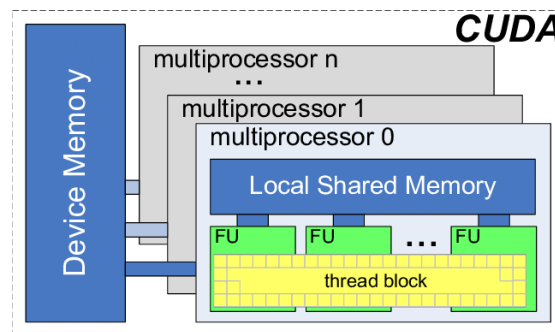 CUDA
Device Memory
multiprocessor n
...
multiprocessor 1
multiprocessor 0
Local Shared Memory
FU
FU
...
FU
thread block